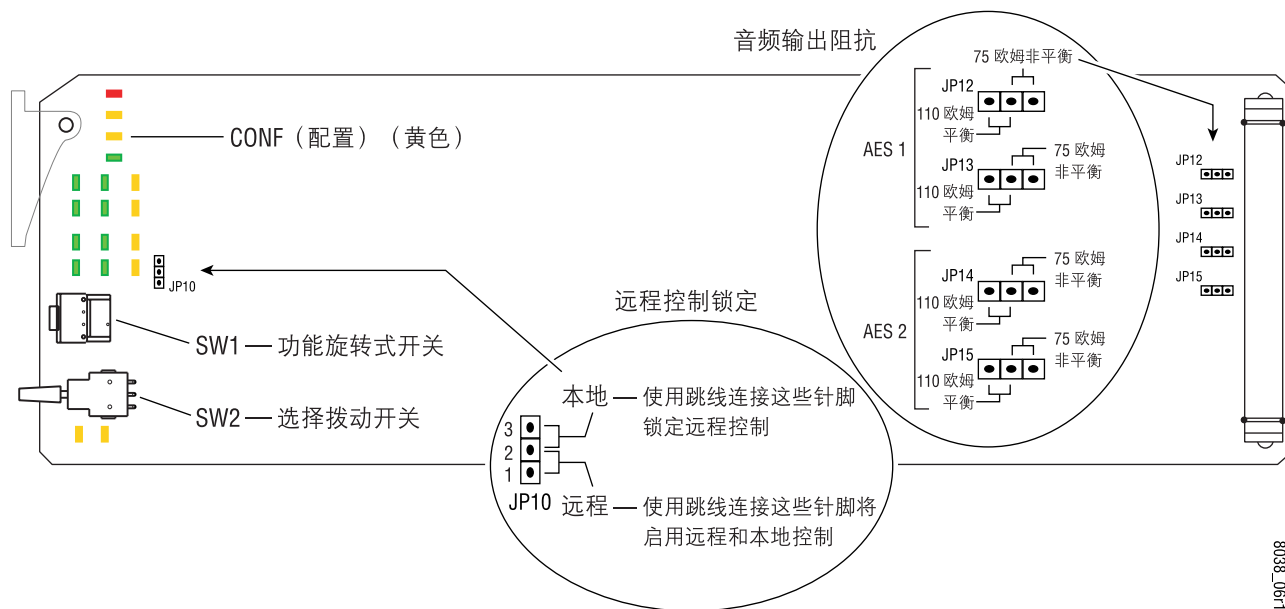 音频输出阻抗
75 欧姆非平衡
JP12
110 欧姆
平衡
AES 1
JP13
75 欧姆
非平衡
110 欧姆
平衡
JP14
75 欧姆
非平衡
110 欧姆
平衡
AES 2
JP15
75 欧姆
非平衡
110 欧姆
平衡
JP12
JP13
JP14
JP15
CONF（配置）（黄色）
JP10
SW1 — 功能旋转式开关
SW2 — 选择拨动开关
远程控制锁定
本地 — 使用跳线连接这些针脚
锁定远程控制
3
2
1
JP10
远程 — 使用跳线连接这些针脚将
启用远程和本地控制
8038_06r1